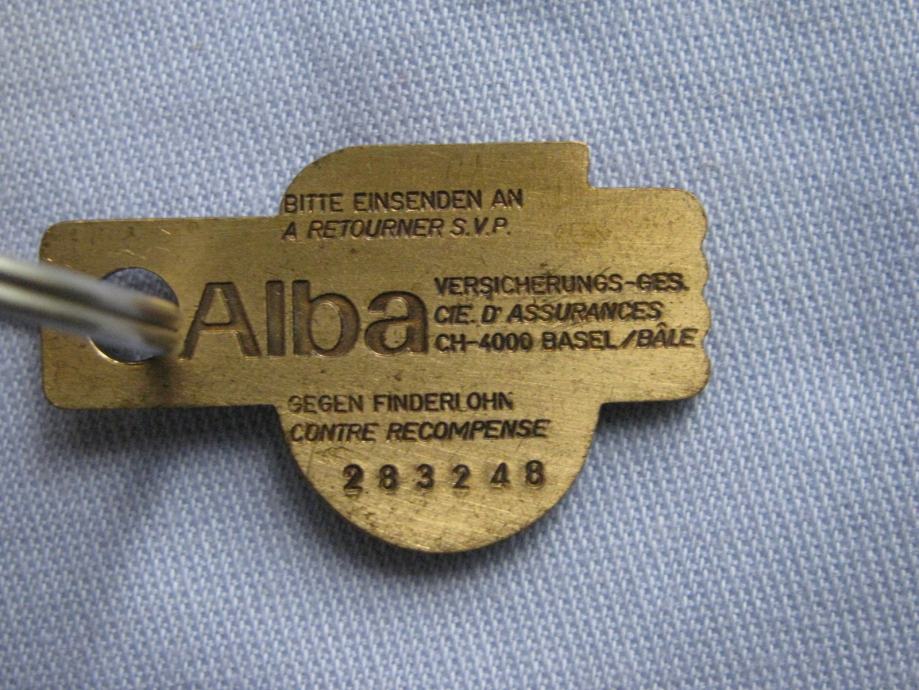 BITTE EINSENDEN AN
A RETOURNER S.V.P.
Alba
VERSICHERUNGS-GES.
CIE. D'ASSURANCES
CH-4000 BASEL/BÂLE
GEGEN FINDERLOHN
CONTRE RECOMPENSE
283248